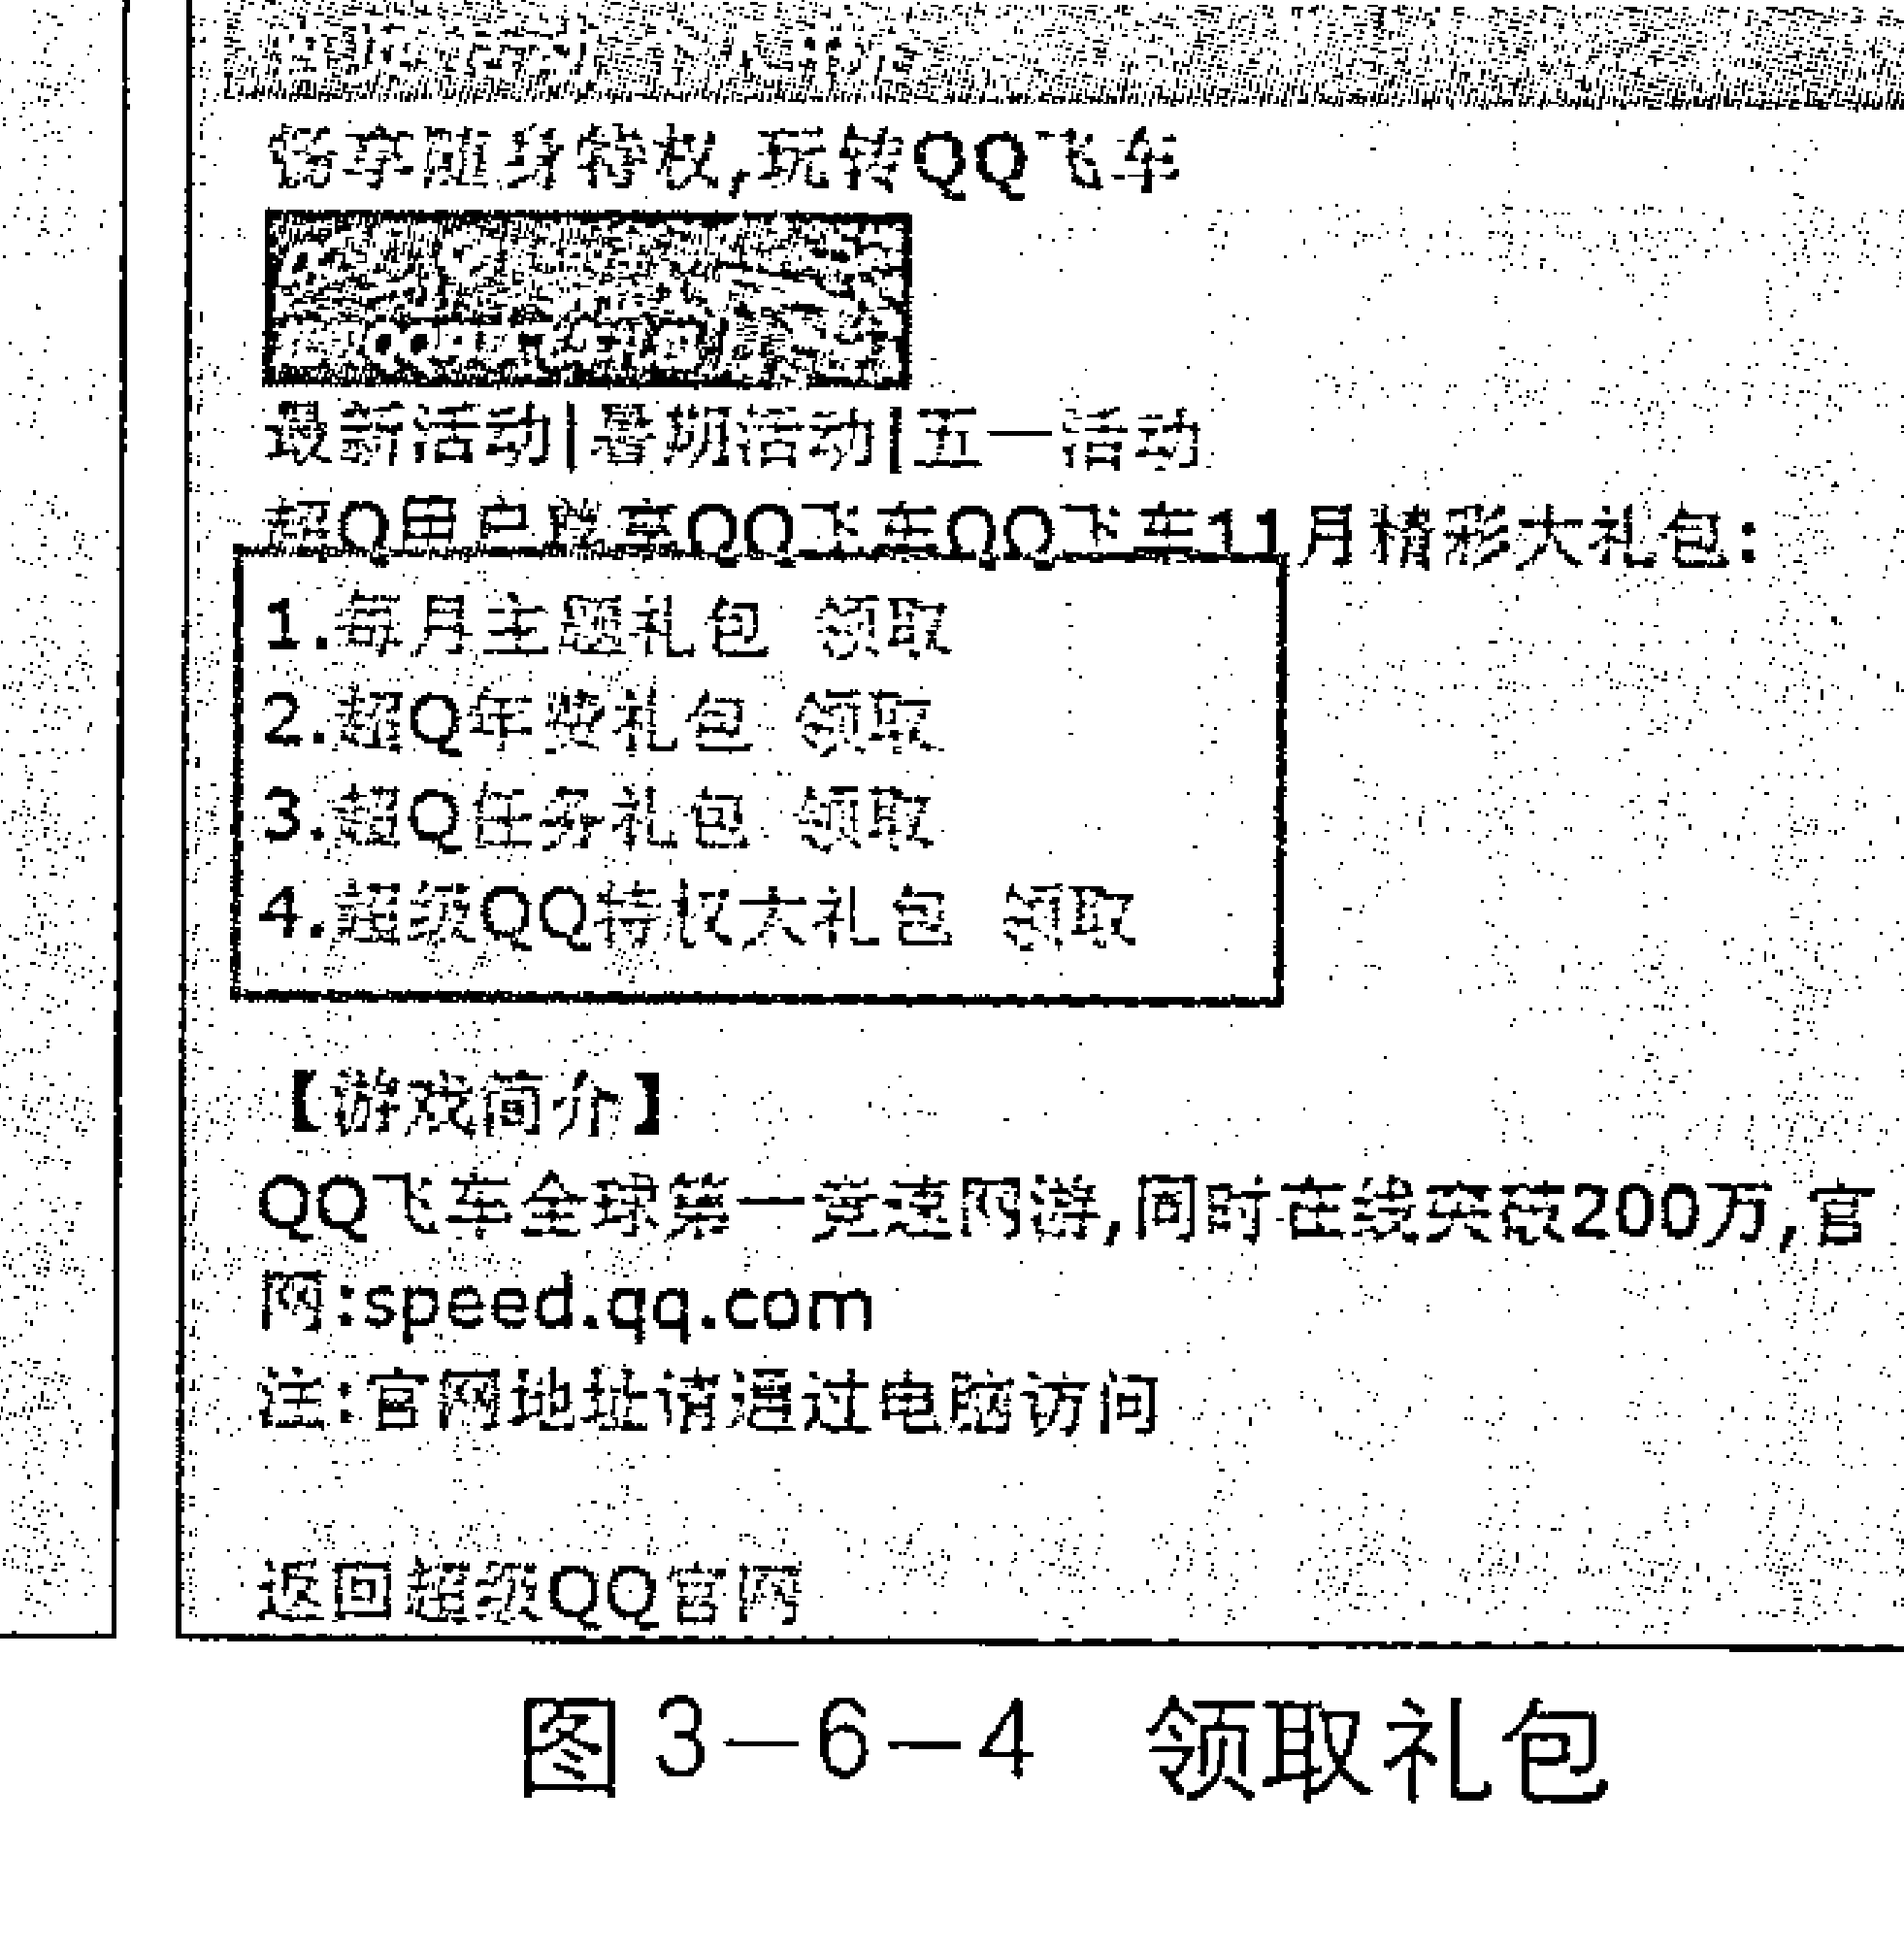 畅享随身特权,玩转QQ飞车
最新活动|暑期活动|五一活动
超Q用户尊享QQ飞车QQ飞车11月精彩大礼包:
1.每月主题礼包 领取
2.超Q年费礼包 领取
3.超Q任务礼包 领取
4.超级QQ特权大礼包 领取
【游戏简介】
QQ飞车全球第一竞速网游,同时在线突破200万,官
网:speed.qq.com
注:官网地址请通过电脑访问
返回超级QQ官网
图3-6-4 领取礼包